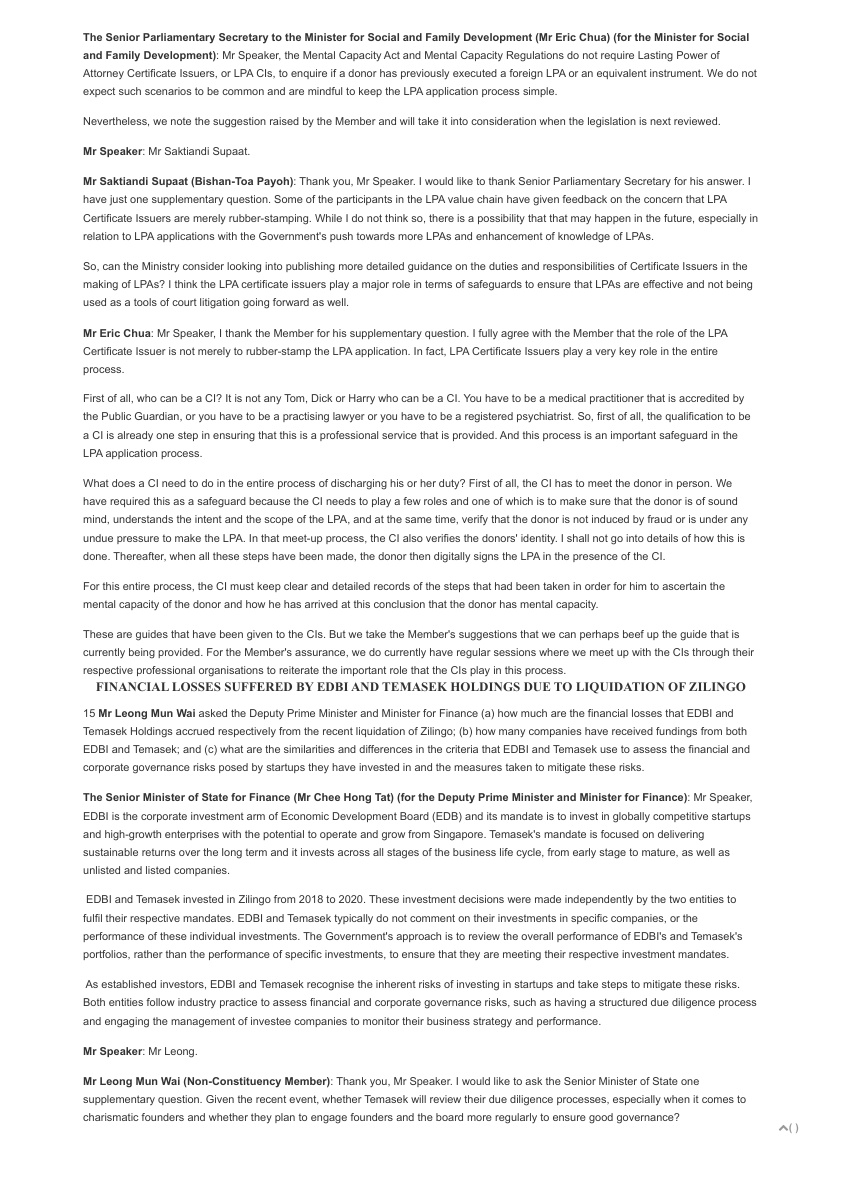 The Senior Parliamentary Secretary to the Minister for Social and Family Development (Mr Eric Chua) (for the Minister for Social
and Family Development): Mr Speaker, the Mental Capacity Act and Mental Capacity Regulations do not require Lasting Power of
Attorney Certificate Issuers, or LPA CIs, to enquire if a donor has previously executed a foreign LPA or an equivalent instrument. We do not
expect such scenarios to be common and are mindful to keep the LPA application process simple.
Nevertheless, we note the suggestion raised by the Member and will take it into consideration when the legislation is next reviewed.
Mr Speaker: Mr Saktiandi Supaat.
Mr Saktiandi Supaat (Bishan-Toa Payoh): Thank you, Mr Speaker. I would like to thank Senior Parliamentary Secretary for his answer. I
have just one supplementary question. Some of the participants in the LPA value chain have given feedback on the concern that LPA
Certificate Issuers are merely rubber-stamping. While I do not think so, there is a possibility that that may happen in the future, especially in
relation to LPA applications with the Government's push towards more LPAs and enhancement of knowledge of LPAs.
So, can the Ministry consider looking into publishing more detailed guidance on the duties and responsibilities of Certificate Issuers in the
making of LPAs? I think the LPA certificate issuers play a major role in terms of safeguards to ensure that LPAs are effective and not being
used as a tools of court litigation going forward as well.
Mr Eric Chua: Mr Speaker, I thank the Member for his supplementary question. I fully agree with the Member that the role of the LPA
Certificate Issuer is not merely to rubber-stamp the LPA application. In fact, LPA Certificate Issuers play a very key role in the entire
process.
First of all, who can be a CI? It is not any Tom, Dick or Harry who can be a CI. You have to be a medical practitioner that is accredited by
the Public Guardian, or you have to be a practising lawyer or you have to be a registered psychiatrist. So, first of all, the qualification to be
a CI is already one step in ensuring that this is a professional service that is provided. And this process is an important safeguard in the
LPA application process.
What does a CI need to do in the entire process of discharging his or her duty? First of all, the CI has to meet the donor in person. We
have required this as a safeguard because the CI needs to play a few roles and one of which is to make sure that the donor is of sound
mind, understands the intent and the scope of the LPA, and at the same time, verify that the donor is not induced by fraud or is under any
undue pressure to make the LPA. In that meet-up process, the CI also verifies the donors' identity. I shall not go into details of how this is
done. Thereafter, when all these steps have been made, the donor then digitally signs the LPA in the presence of the CI.
For this entire process, the CI must keep clear and detailed records of the steps that had been taken in order for him to ascertain the
mental capacity of the donor and how he has arrived at this conclusion that the donor has mental capacity.
These are guides that have been given to the CIs. But we take the Member's suggestions that we can perhaps beef up the guide that is
currently being provided. For the Member's assurance, we do currently have regular sessions where we meet up with the CIs through their
respective professional organisations to reiterate the important role that the CIs play in this process.
FINANCIAL LOSSES SUFFERED BY EDBI AND TEMASEK HOLDINGS DUE TO LIQUIDATION OF ZILINGO
15 Mr Leong Mun Wai asked the Deputy Prime Minister and Minister for Finance (a) how much are the financial losses that EDBI and
Temasek Holdings accrued respectively from the recent liquidation of Zilingo; (b) how many companies have received fundings from both
EDBI and Temasek; and (c) what are the similarities and differences in the criteria that EDBI and Temasek use to assess the financial and
corporate governance risks posed by startups they have invested in and the measures taken to mitigate these risks.
The Senior Minister of State for Finance (Mr Chee Hong Tat) (for the Deputy Prime Minister and Minister for Finance): Mr Speaker,
EDBI is the corporate investment arm of Economic Development Board (EDB) and its mandate is to invest in globally competitive startups
and high-growth enterprises with the potential to operate and grow from Singapore. Temasek's mandate is focused on delivering
sustainable returns over the long term and it invests across all stages of the business life cycle, from early stage to mature, as well as
unlisted and listed companies.
EDBI and Temasek invested in Zilingo from 2018 to 2020. These investment decisions were made independently by the two entities to
fulfil their respective mandates. EDBI and Temasek typically do not comment on their investments in specific companies, or the
performance of these individual investments. The Government's approach is to review the overall performance of EDBI's and Temasek's
portfolios, rather than the performance of specific investments, to ensure that they are meeting their respective investment mandates.
As established investors, EDBI and Temasek recognise the inherent risks of investing in startups and take steps to mitigate these risks.
Both entities follow industry practice to assess financial and corporate governance risks, such as having a structured due diligence process
and engaging the management of investee companies to monitor their business strategy and performance.
Mr Speaker: Mr Leong.
Mr Leong Mun Wai (Non-Constituency Member): Thank you, Mr Speaker. I would like to ask the Senior Minister of State one
supplementary question. Given the recent event, whether Temasek will review their due diligence processes, especially when it comes to
charismatic founders and whether they plan to engage founders and the board more regularly to ensure good governance?
( )